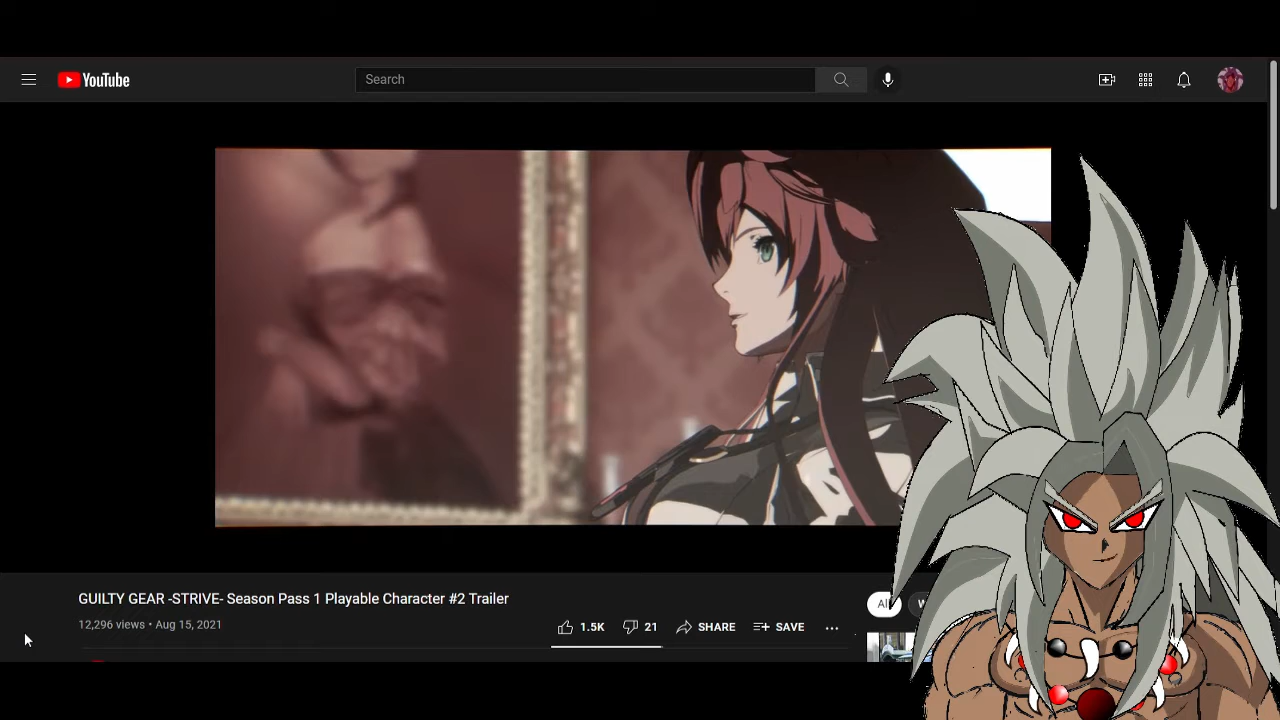 YouTube
Search
GUILTY GEAR -STRIVE- Season Pass 1 Playable Character #2 Trailer
12,296 views • Aug 15, 2021
1.5K
21
SHARE
SAVE